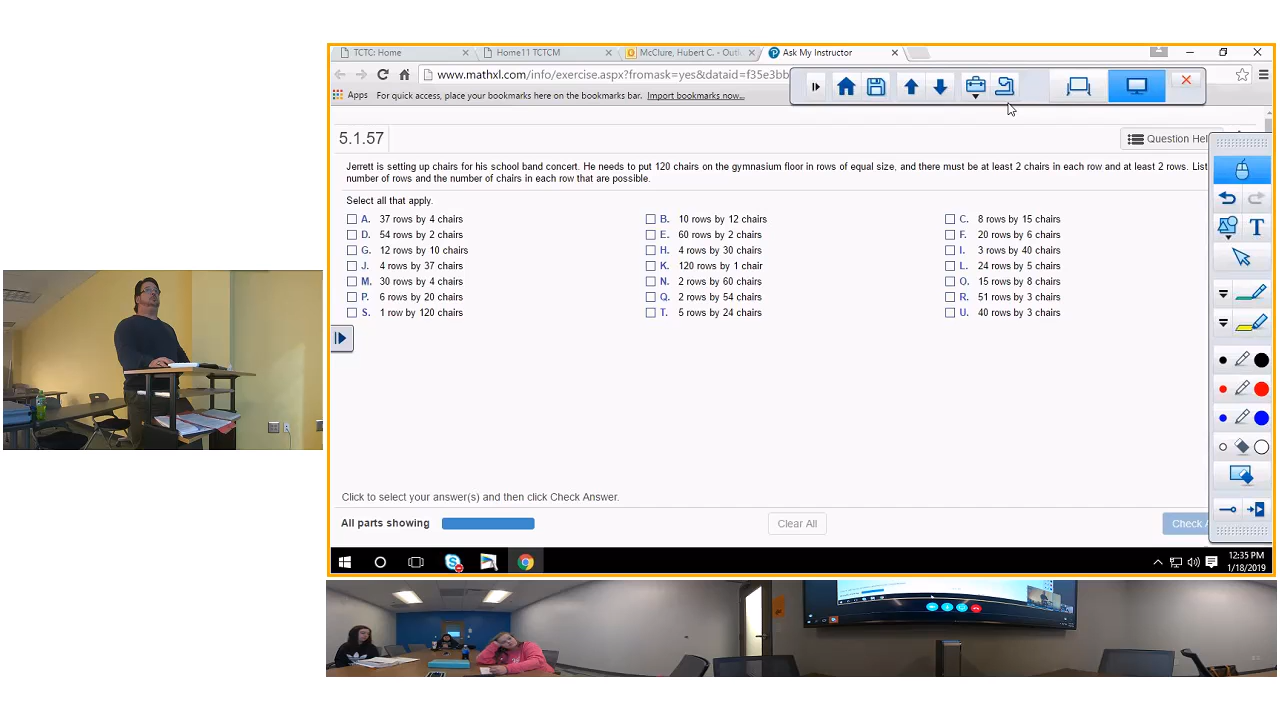 TCTC: Home
Home11 TCTCM
McClure, Hubert C. - Outl
Ask My Instructor
www.mathxl.com/info/exercise.aspx?fromask=yes&dataid=f35e3bb
Apps
For quick access, place your bookmarks here on the bookmarks bar.
Import bookmarks now...
5.1.57
Question Hel
Jerrett is setting up chairs for his school band concert. He needs to put 120 chairs on the gymnasium floor in rows of equal size, and there must be at least 2 chairs in each row and at least 2 rows. List
number of rows and the number of chairs in each row that are possible.
Select all that apply.
A. 37 rows by 4 chairs
B. 10 rows by 12 chairs
C. 8 rows by 15 chairs
D. 54 rows by 2 chairs
E. 60 rows by 2 chairs
F. 20 rows by 6 chairs
G. 12 rows by 10 chairs
H. 4 rows by 30 chairs
I. 3 rows by 40 chairs
J. 4 rows by 37 chairs
K. 120 rows by 1 chair
L. 24 rows by 5 chairs
M. 30 rows by 4 chairs
N. 2 rows by 60 chairs
O. 15 rows by 8 chairs
P. 6 rows by 20 chairs
Q. 2 rows by 54 chairs
R. 51 rows by 3 chairs
S. 1 row by 120 chairs
T. 5 rows by 24 chairs
U. 40 rows by 3 chairs
T
Click to select your answer(s) and then click Check Answer.
All parts showing
Clear All
Check A
12:35 PM
1/18/2019